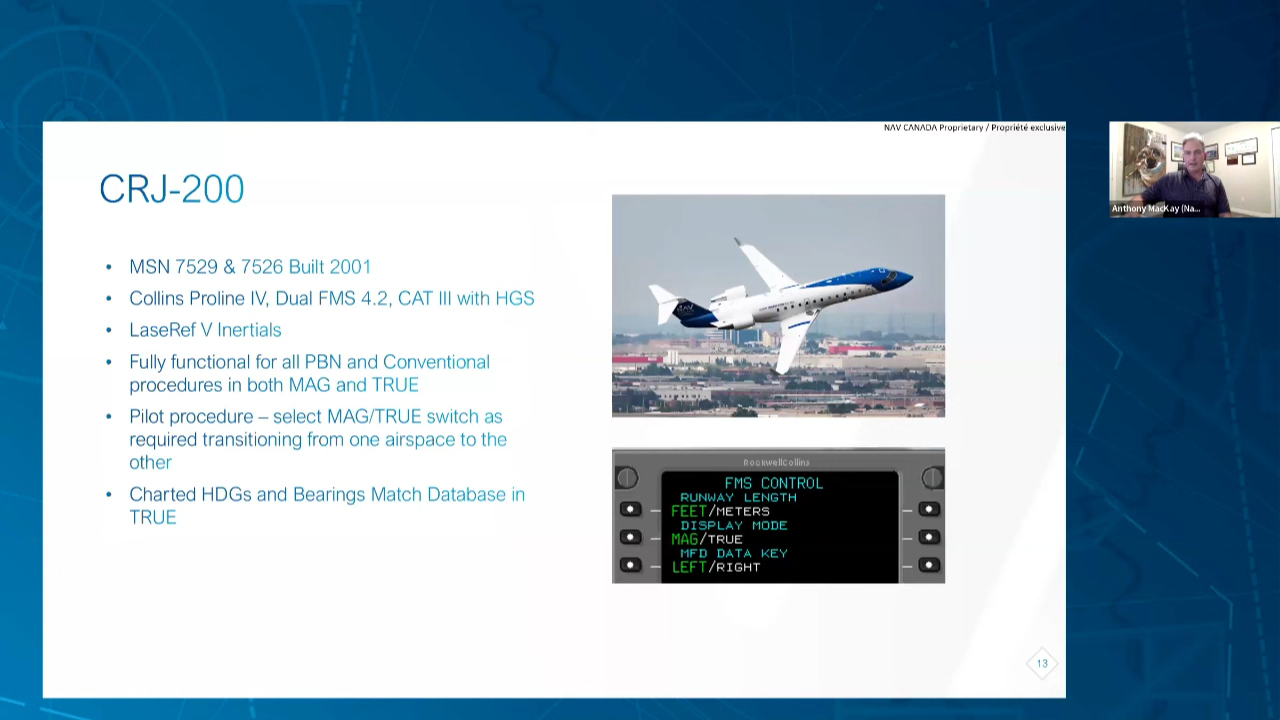 NAV CANADA Proprietary / Propriété exclusive
CRJ-200
• MSN 7529 & 7526 Built 2001
• Collins Proline IV, Dual FMS 4.2, CAT III with HGS
• LaseRef V Inertials
• Fully functional for all PBN and Conventional
procedures in both MAG and TRUE
• Pilot procedure – select MAG/TRUE switch as
required transitioning from one airspace to the
other
• Charted HDGs and Bearings Match Database in
TRUE
NAV
RockwellCollins
FMS CONTROL
RUNWAY LENGTH
FEET/METERS
DISPLAY MODE
MAG/TRUE
MFD DATA KEY
LEFT/RIGHT
13
Anthony MacKay (Na...